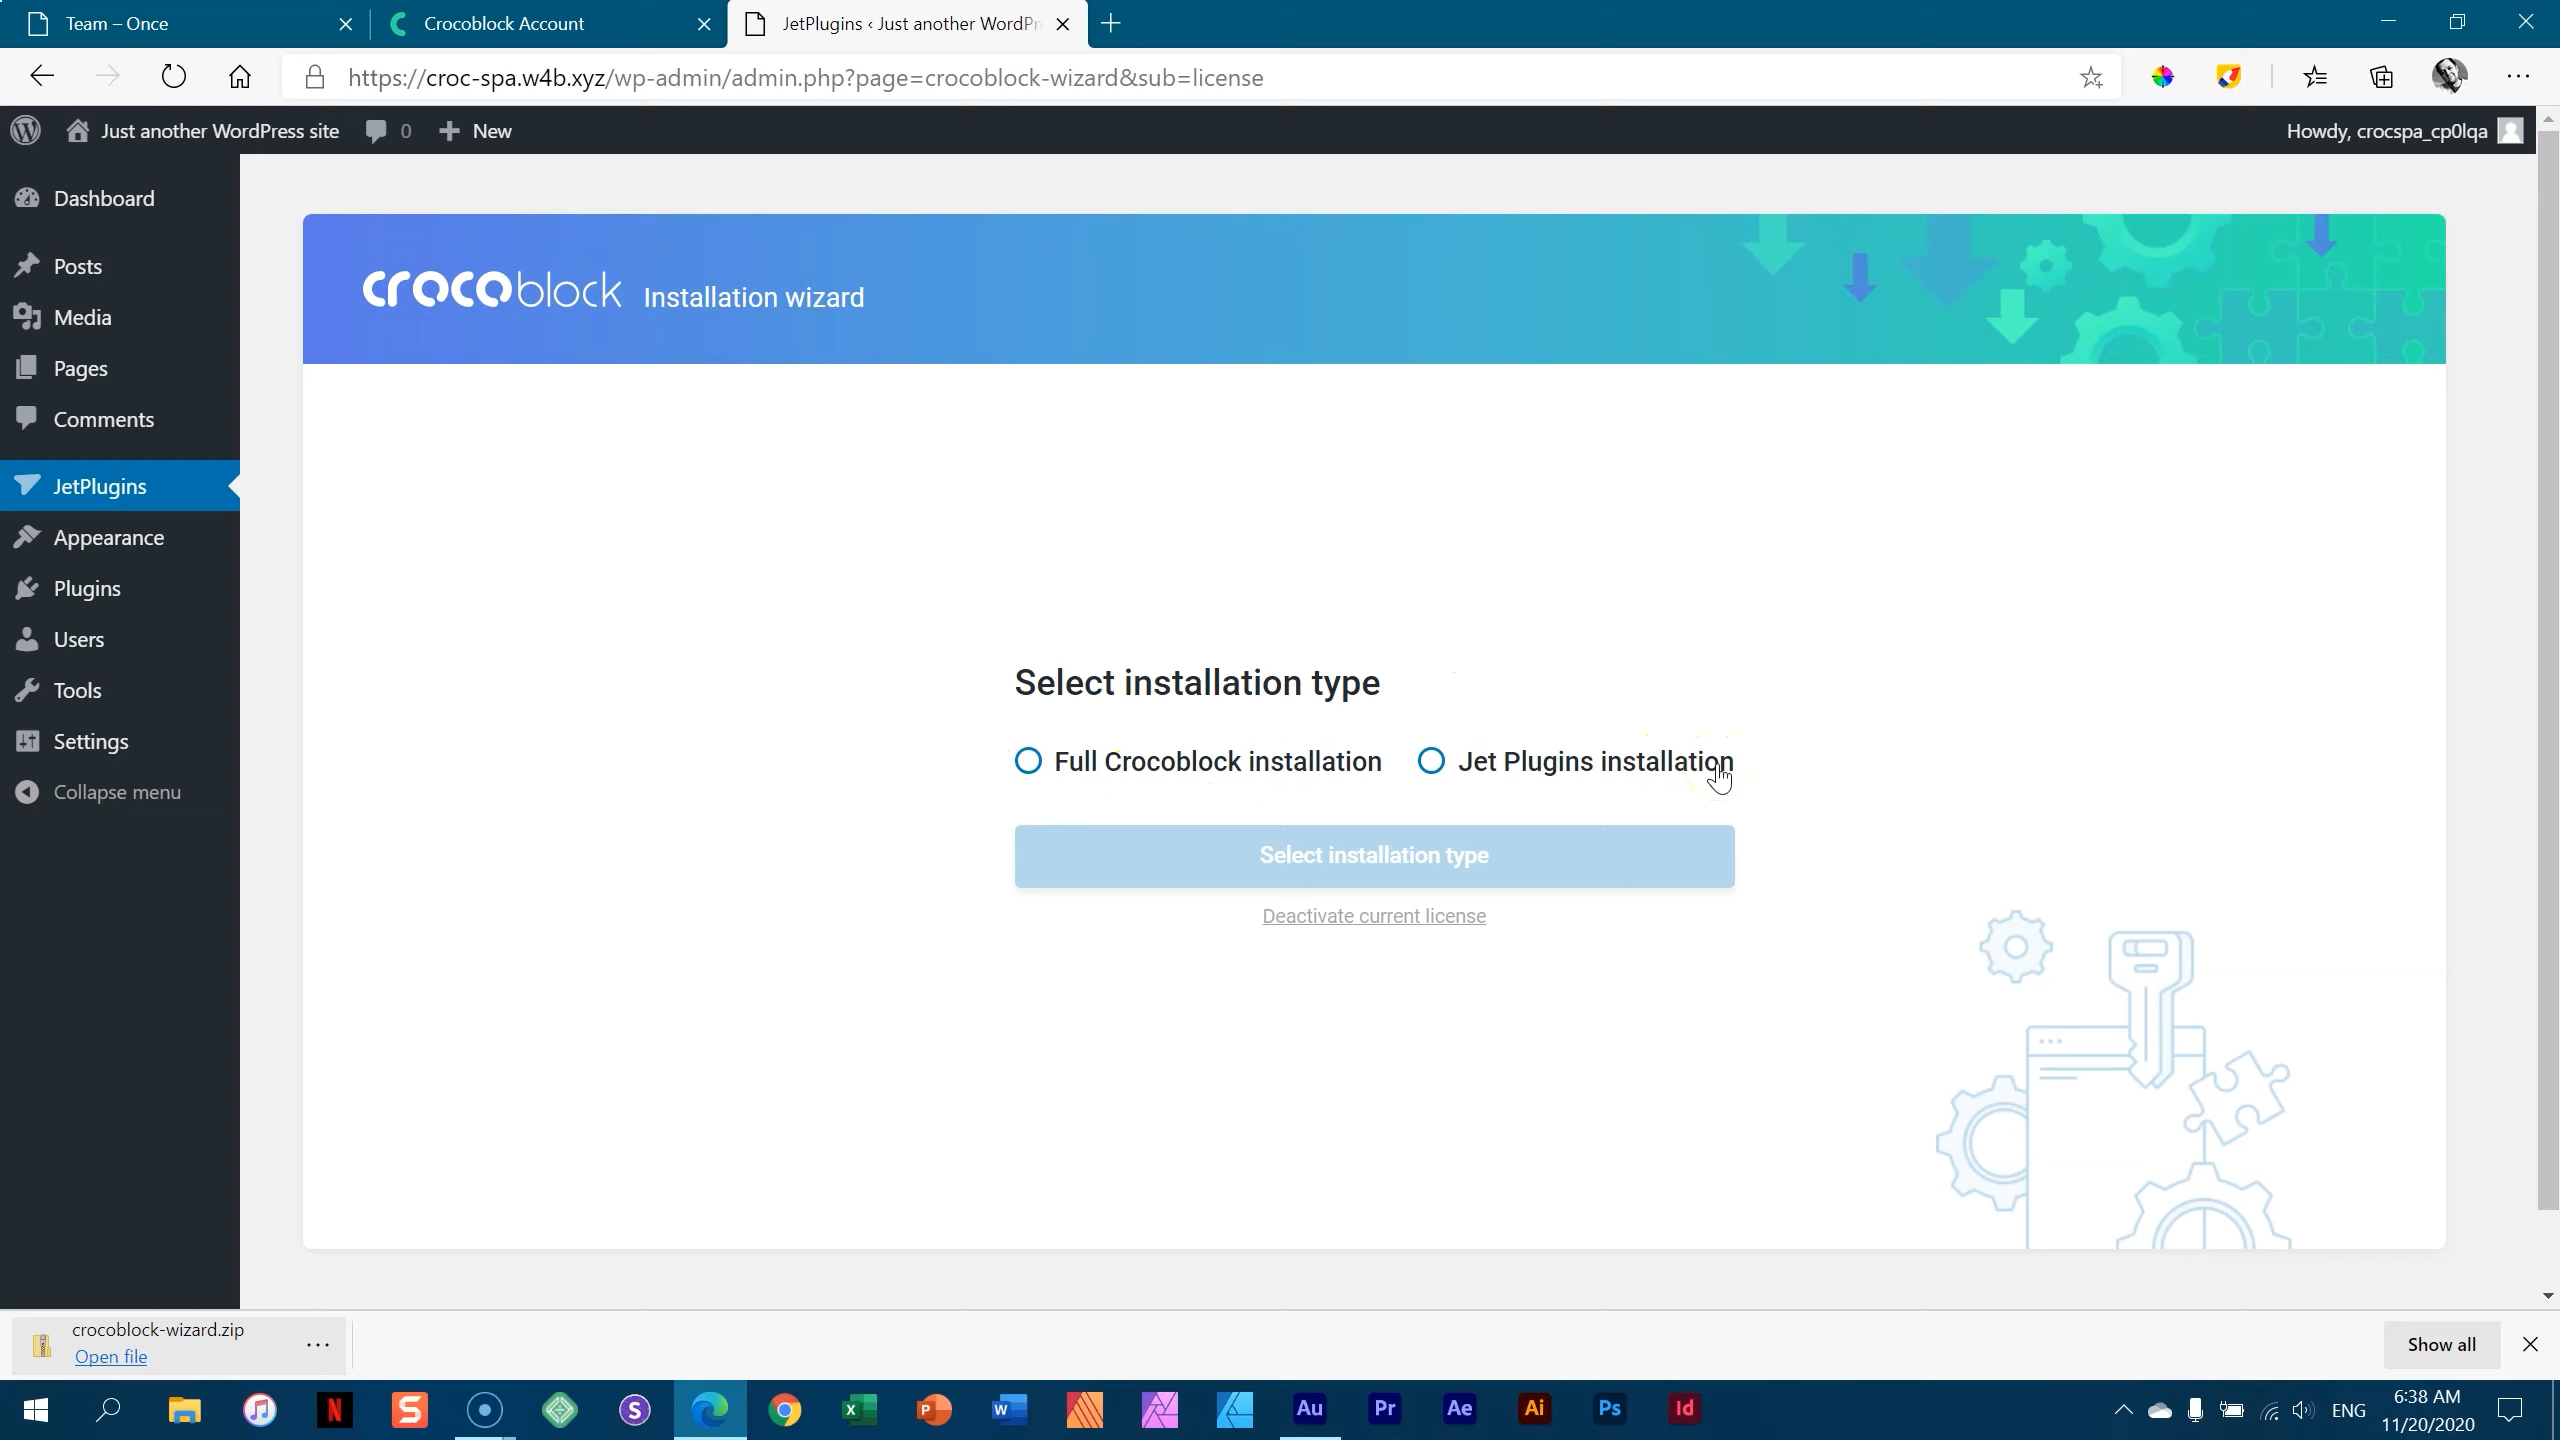 Team – Once
Crocoblock Account
JetPlugins ‹ Just another WordPr
https://croc-spa.w4b.xyz/wp-admin/admin.php?page=crocoblock-wizard&sub=license
Just another WordPress site
0
New
Howdy, crocspa_cp0lqa
Dashboard
Posts
Media
Pages
Comments
JetPlugins
Appearance
Plugins
Users
Tools
Settings
Collapse menu
crocoblock Installation wizard
Select installation type
Full Crocoblock installation
Jet Plugins installation
Select installation type
Deactivate current license
crocoblock-wizard.zip
Open file
Show all
N
S
S
X
P
W
Au
Pr
Ae
Ai
Ps
Id
ENG
6:38 AM
11/20/2020